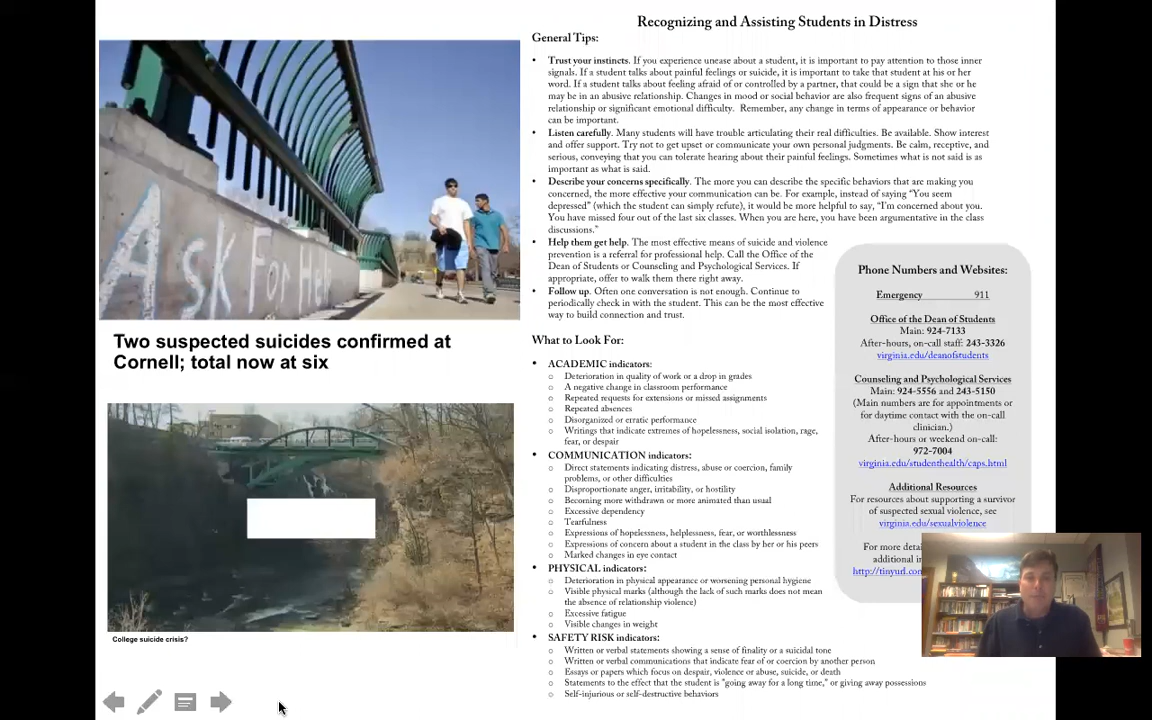 Ask For Help
Two suspected suicides confirmed at
Cornell; total now at six
College suicide crisis?
Recognizing and Assisting Students in Distress
General Tips:
• Trust your instincts. If you experience unease about a student, it is important to pay attention to those inner
signals. If a student talks about painful feelings or suicide, it is important to take that student at his or her
word. If a student talks about feeling afraid of or controlled by a partner, that could be a sign that she or he
may be in an abusive relationship. Changes in mood or social behavior are also frequent signs of an abusive
relationship or significant emotional difficulty. Remember, any change in terms of appearance or behavior
can be important.
• Listen carefully. Many students will have trouble articulating their real difficulties. Be available. Show interest
and offer support. Try not to get upset or communicate your own personal judgments. Be calm, receptive, and
serious, conveying that you can tolerate hearing about their painful feelings. Sometimes what is not said is as
important as what is said.
• Describe your concerns specifically. The more you can describe the specific behaviors that are making you
concerned, the more effective your communication can be. For example, instead of saying “You seem
depressed” (which the student can simply refute), it would be more helpful to say, “I'm concerned about you.
You have missed four out of the last six classes. When you are here, you have been argumentative in the class
discussions.”
• Help them get help. The most effective means of suicide and violence
prevention is a referral for professional help. Call the Office of the
Dean of Students or Counseling and Psychological Services. If
appropriate, offer to walk them there right away.
• Follow up. Often one conversation is not enough. Continue to
periodically check in with the student. This can be the most effective
way to build connection and trust.
What to Look For:
• ACADEMIC indicators:
o Deterioration in quality of work or a drop in grades
o A negative change in classroom performance
o Repeated requests for extensions or missed assignments
o Repeated absences
o Disorganized or erratic performance
o Writings that indicate extremes of hopelessness, social isolation, rage,
fear, or despair
• COMMUNICATION indicators:
o Direct statements indicating distress, abuse or coercion, family
problems, or other difficulties
o Disproportionate anger, irritability, or hostility
o Becoming more withdrawn or more animated than usual
o Excessive dependency
o Tearfulness
o Expressions of hopelessness, helplessness, fear, or worthlessness
o Expressions of concern about a student in the class by her or his peers
o Marked changes in eye contact
• PHYSICAL indicators:
o Deterioration in physical appearance or worsening personal hygiene
o Visible physical marks (although the lack of such marks does not mean
the absence of relationship violence)
o Excessive fatigue
o Visible changes in weight
• SAFETY RISK indicators:
o Written or verbal statements showing a sense of finality or a suicidal tone
o Written or verbal communications that indicate fear of or coercion by another person
o Essays or papers which focus on despair, violence or abuse, suicide, or death
o Statements to the effect that the student is "going away for a long time," or giving away possessions
o Self-injurious or self-destructive behaviors
Phone Numbers and Websites:
Emergency 911
Office of the Dean of Students
Main: 924-7133
After-hours, on-call staff: 243-3326
virginia.edu/deanofstudents
Counseling and Psychological Services
Main: 924-5556 and 243-5150
(Main numbers are for appointments or
for daytime contact with the on-call
clinician.)
After-hours or weekend on-call:
972-7004
virginia.edu/studenthealth/caps.html
Additional Resources
For resources about supporting a survivor
of suspected sexual violence, see
virginia.edu/sexualviolence
For more
additional
http://tinyurl.